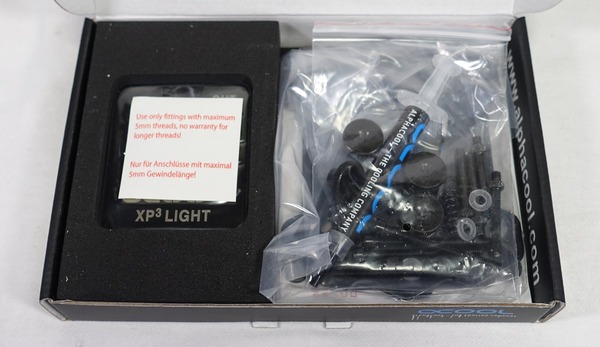 Use only fittings with maximum
5mm threads, no warranty for
longer threads!
Nur für Anschlüsse mit maximal
5mm Gewindelänge!
XP³ LIGHT
ALPHACOOL - THE COOLING COMPANY
www.alphacool.com
COOL